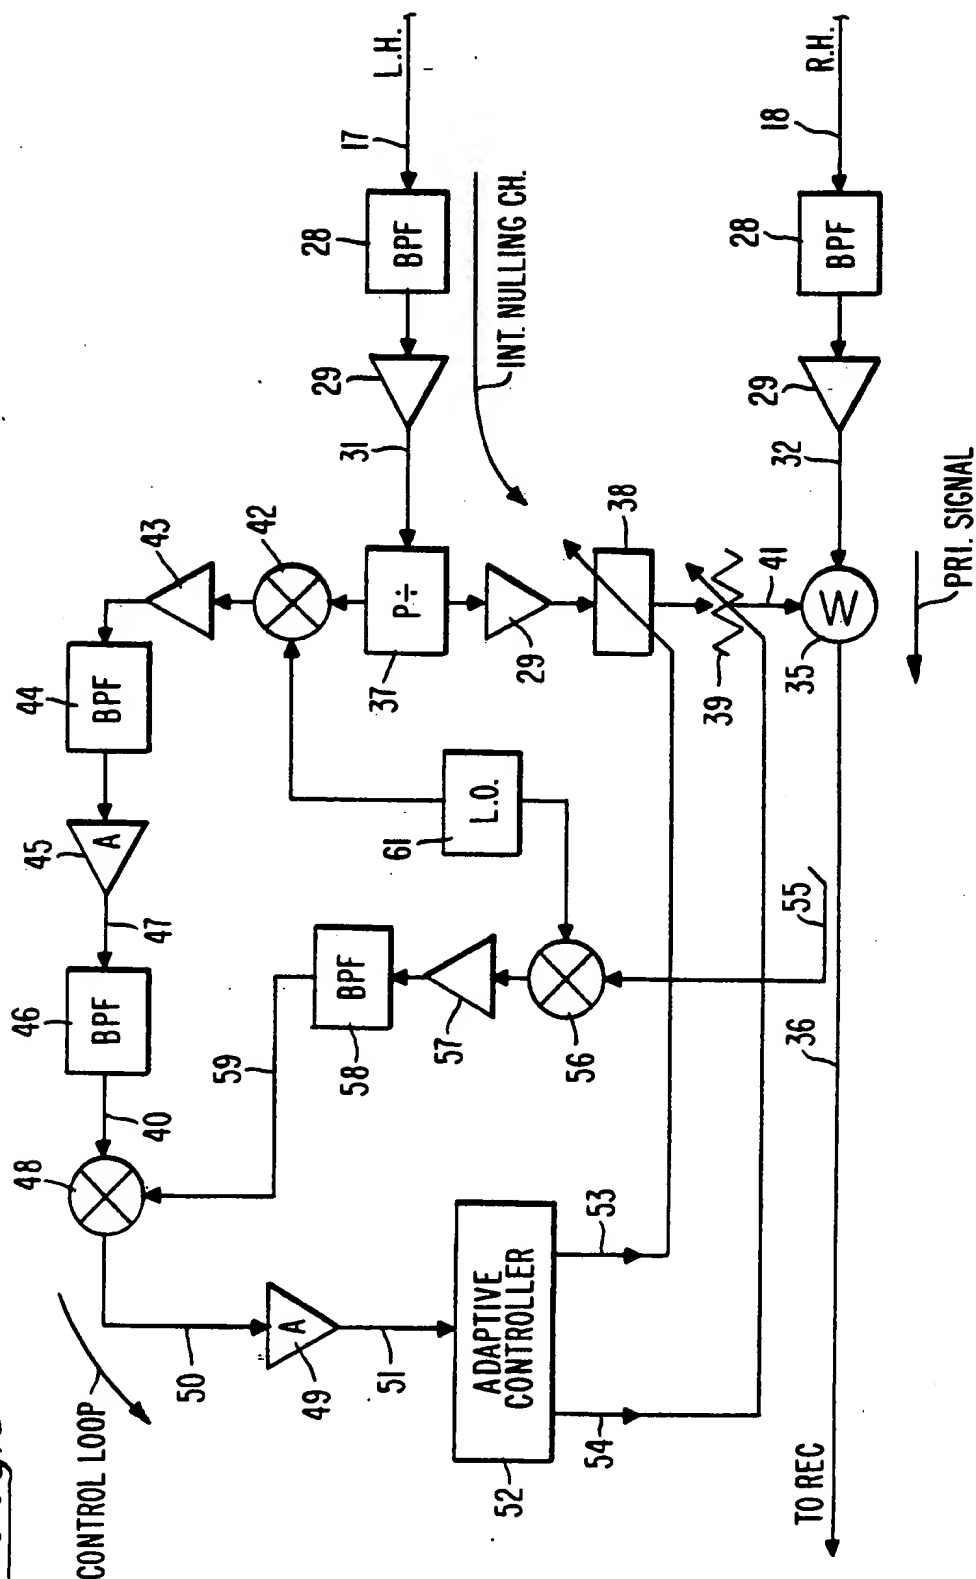 CONTROL LOOP
48
40
46
BPF
47
45
A
44
BPF
43
42
50
A
49
51
59
BPF
58
57
56
61
L.O.
P÷
37
31
29
28
BPF
17
L.H.
INT. NULLING CH.
29
38
39
41
ADAPTIVE
CONTROLLER
52
53
54
55
36
TO REC
W
35
32
29
28
BPF
18
R.H.
PRI. SIGNAL